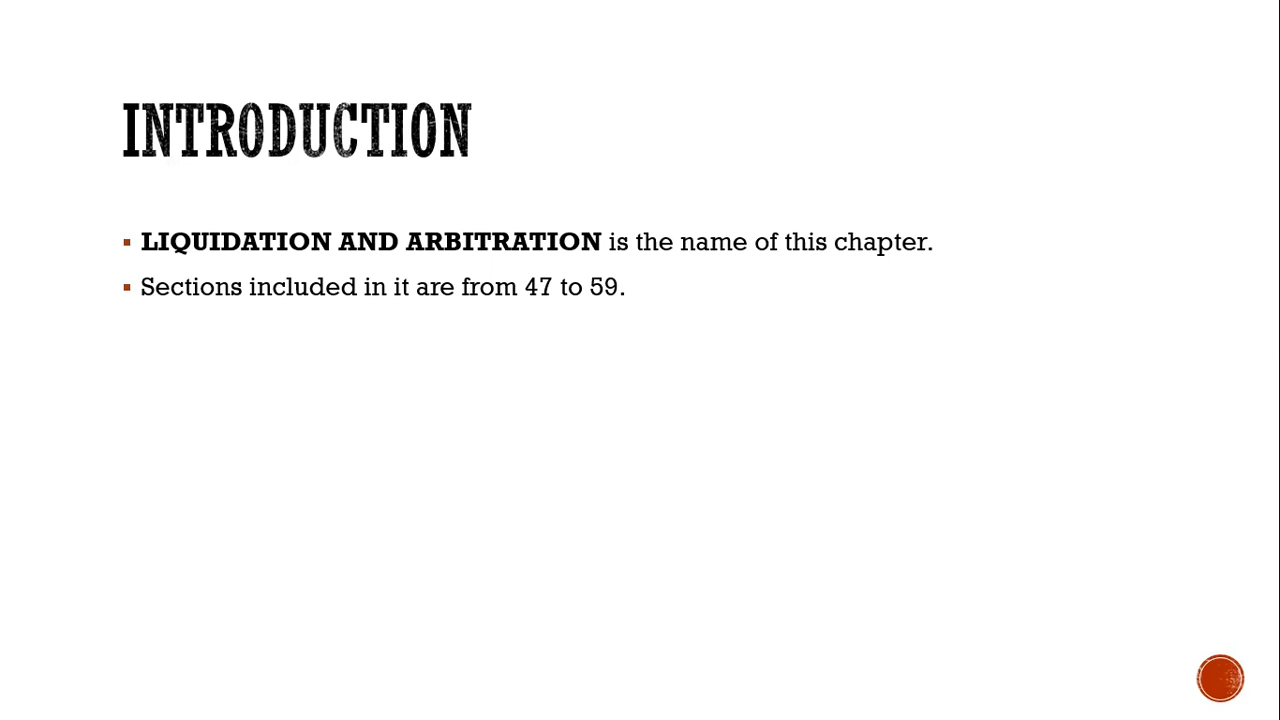 INTRODUCTION
LIQUIDATION AND ARBITRATION is the name of this chapter.
Sections included in it are from 47 to 59.